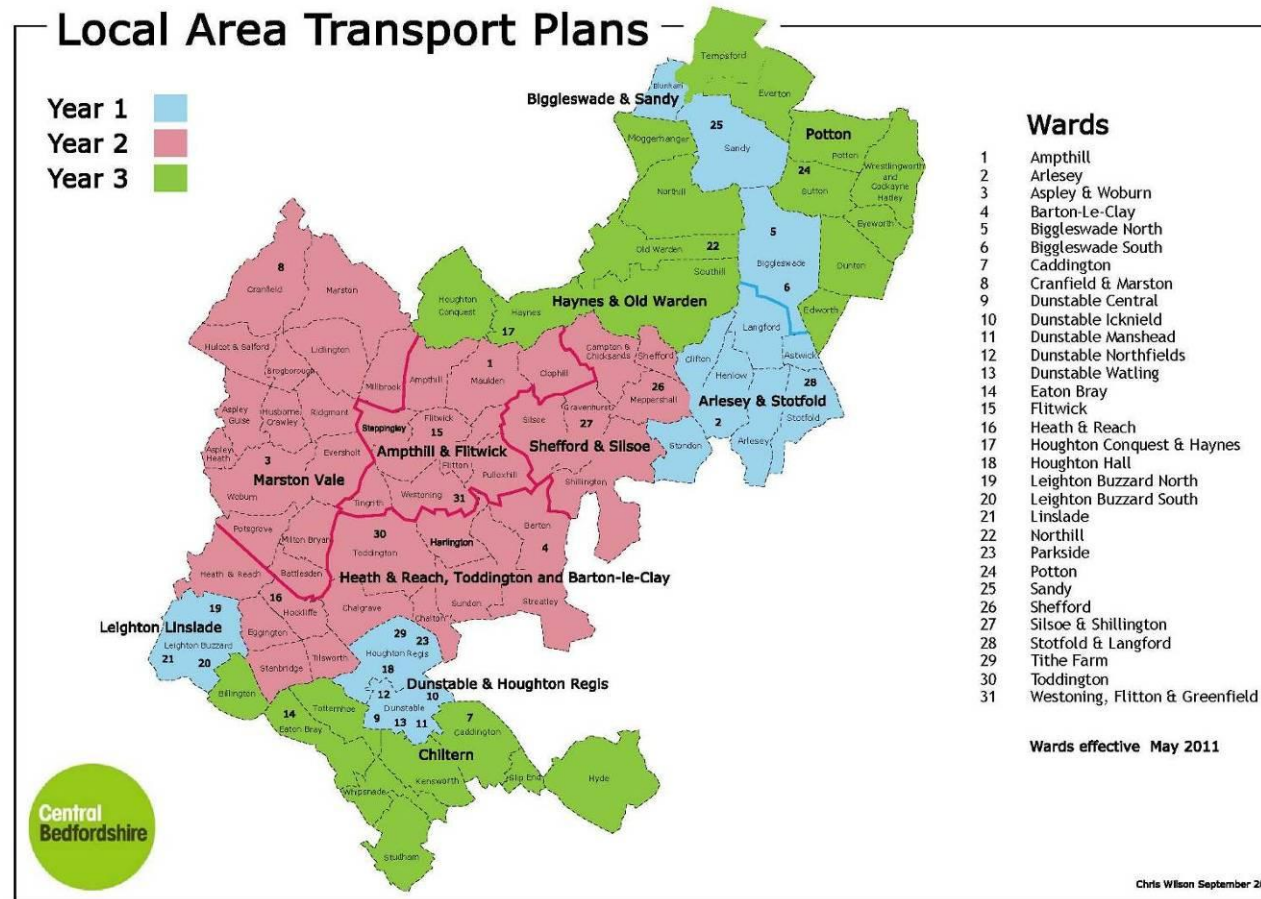 Local Area Transport Plans
Year 1
Year 2
Year 3
Tempsford
Blunham
Everton
Biggleswade & Sandy
25
Sandy
Moggerhanger
Potton
Potton
24
Sutton
Wrestlingworth
and
Cockayne
Hatley
Northill
Eyeworth
Old Warden
22
5
Biggleswade
6
Dunton
Southill
Edworth
8
Cranfield
Marston
Houghton
Conquest
Haynes
17
Haynes & Old Warden
Langford
Astwick
Hulcot & Salford
Lidlington
Brogborough
Millbrook
Ampthill
1
Maulden
Clophill
Campton &
Chicksands
Shefford
26
Meppershall
Clifton
Henlow
28
Stotfold
Arlesey & Stotfold
2
Arlesey
Stondon
Aspley
Guise
Husborne
Crawley
Ridgmont
Steppingley
Flitwick
15
Ampthill & Flitwick
Flitton
Silsoe
Gravenhurst
27
Shefford & Silsoe
Aspley
Heath
3
Eversholt
Marston Vale
Woburn
Tingrith
Westoning
31
Pulloxhill
Shillington
Potsgrove
Milton Bryan
Battlesden
30
Toddington
Harlington
Barton
4
Heath & Reach
Heath & Reach, Toddington and Barton-le-Clay
16
Hockliffe
Chalgrave
Chalton
Sundon
Streatley
Leighton Linslade
19
Leighton Buzzard
21
20
Eggington
Stanbridge
Tilsworth
29
23
Houghton Regis
18
Dunstable & Houghton Regis
12
10
Dunstable
9
13
11
Billington
Totternhoe
14
Eaton Bray
7
Caddington
Chiltern
Kensworth
Slip End
Hyde
Whipsnade
Studham
Wards
1 Ampthill
2 Arlesey
3 Aspley & Woburn
4 Barton-Le-Clay
5 Biggleswade North
6 Biggleswade South
7 Caddington
8 Cranfield & Marston
9 Dunstable Central
10 Dunstable Icknield
11 Dunstable Manshead
12 Dunstable Northfields
13 Dunstable Watling
14 Eaton Bray
15 Flitwick
16 Heath & Reach
17 Houghton Conquest & Haynes
18 Houghton Hall
19 Leighton Buzzard North
20 Leighton Buzzard South
21 Linslade
22 Northill
23 Parkside
24 Potton
25 Sandy
26 Shefford
27 Silsoe & Shillington
28 Stotfold & Langford
29 Tithe Farm
30 Toddington
31 Westoning, Flitton & Greenfield
Wards effective May 2011
Central
Bedfordshire
Chris Wilson September